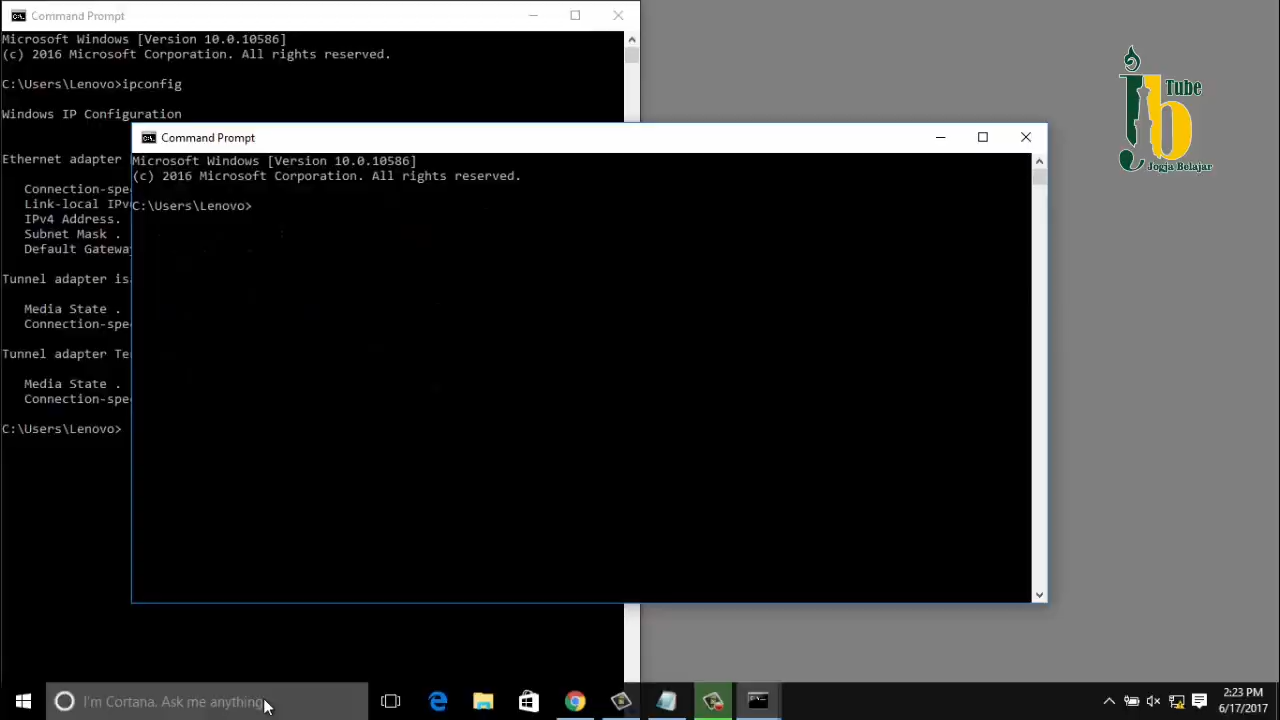 Command Prompt
Microsoft Windows [Version 10.0.10586]
(c) 2016 Microsoft Corporation. All rights reserved.
C:\Users\Lenovo>ipconfig
Windows IP Configuration
Ethernet adapter
Connection-spe
Link-local IPv
IPv4 Address.
Subnet Mask .
Default Gateway
Tunnel adapter is
Media State .
Connection-spe
Tunnel adapter Te
Media State .
Connection-spe
C:\Users\Lenovo>
Command Prompt
Microsoft Windows [Version 10.0.10586]
(c) 2016 Microsoft Corporation. All rights reserved.
C:\Users\Lenovo>
jb Tube
Jogja Belajar
I'm Cortana. Ask me anything.
2:23 PM
6/17/2017